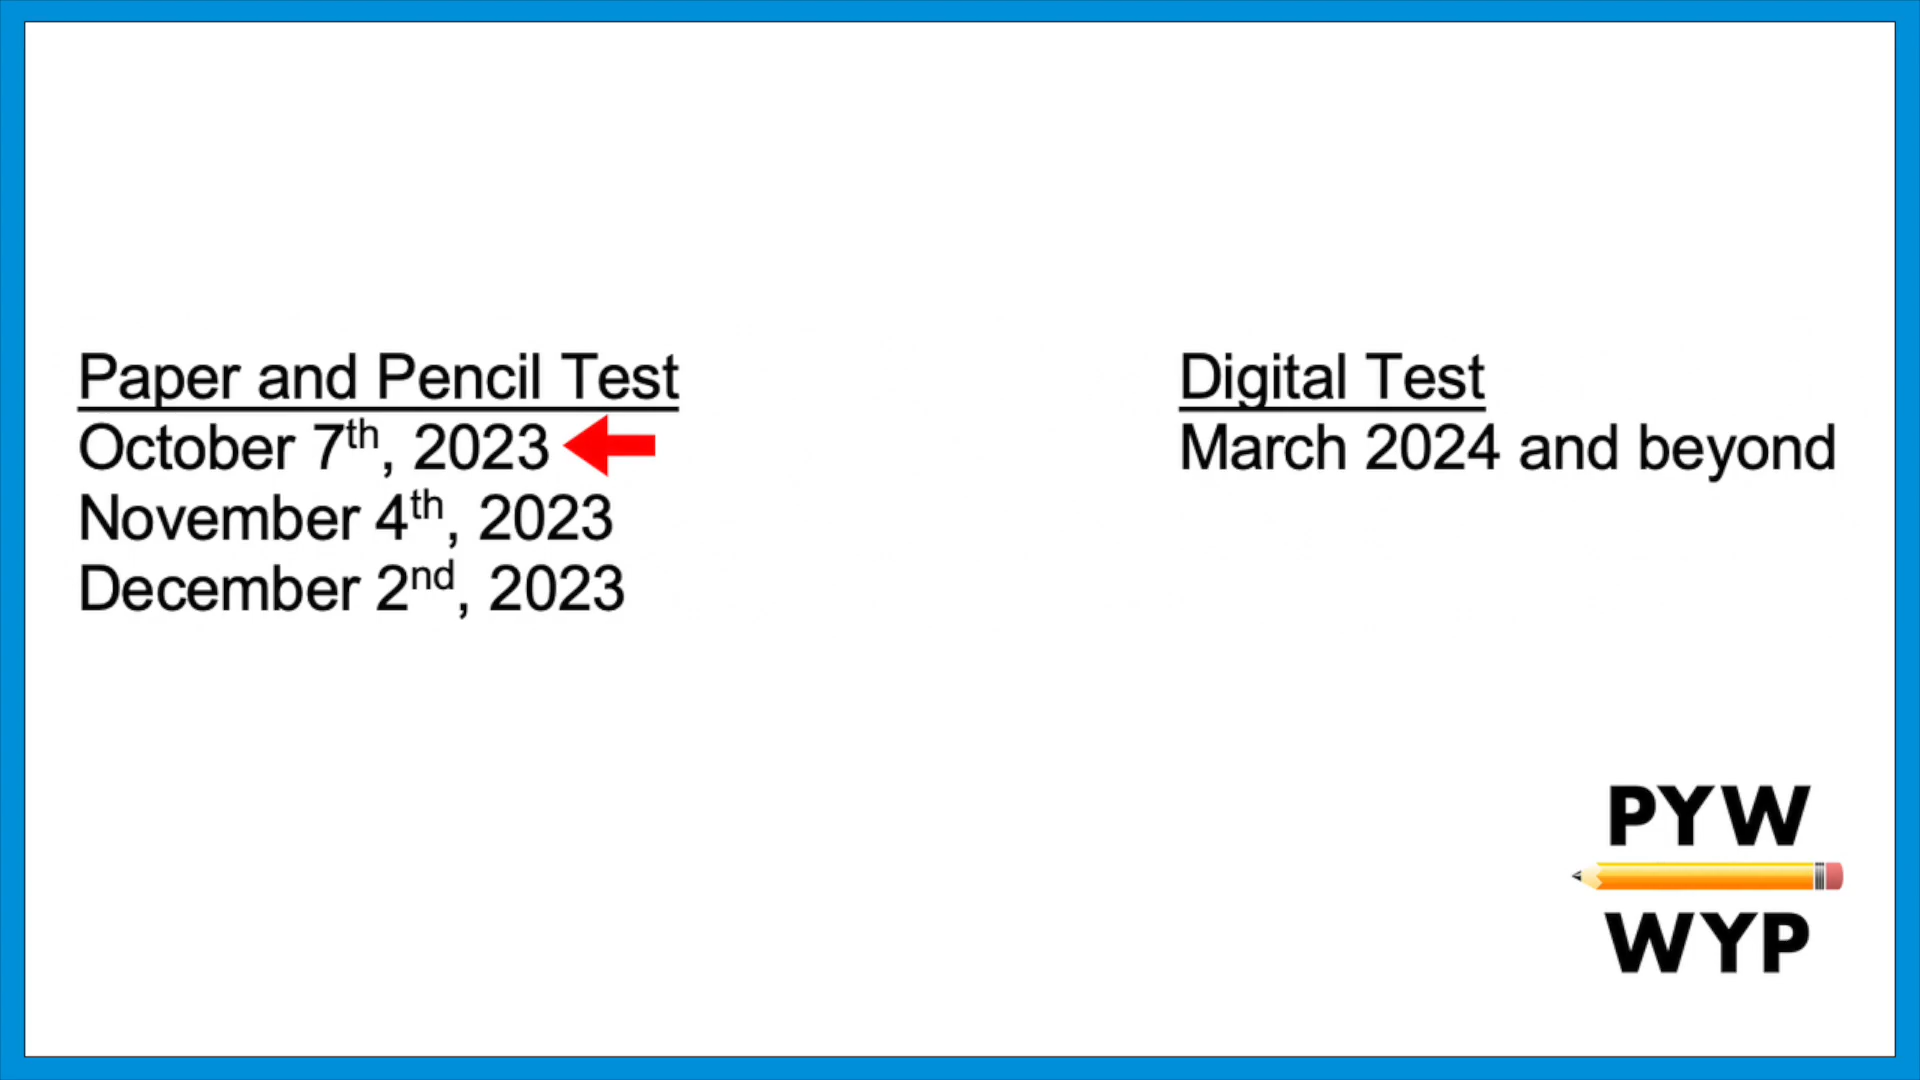 Paper and Pencil Test
October 7th, 2023
November 4th, 2023
December 2nd, 2023
Digital Test
March 2024 and beyond
PYW
WYP